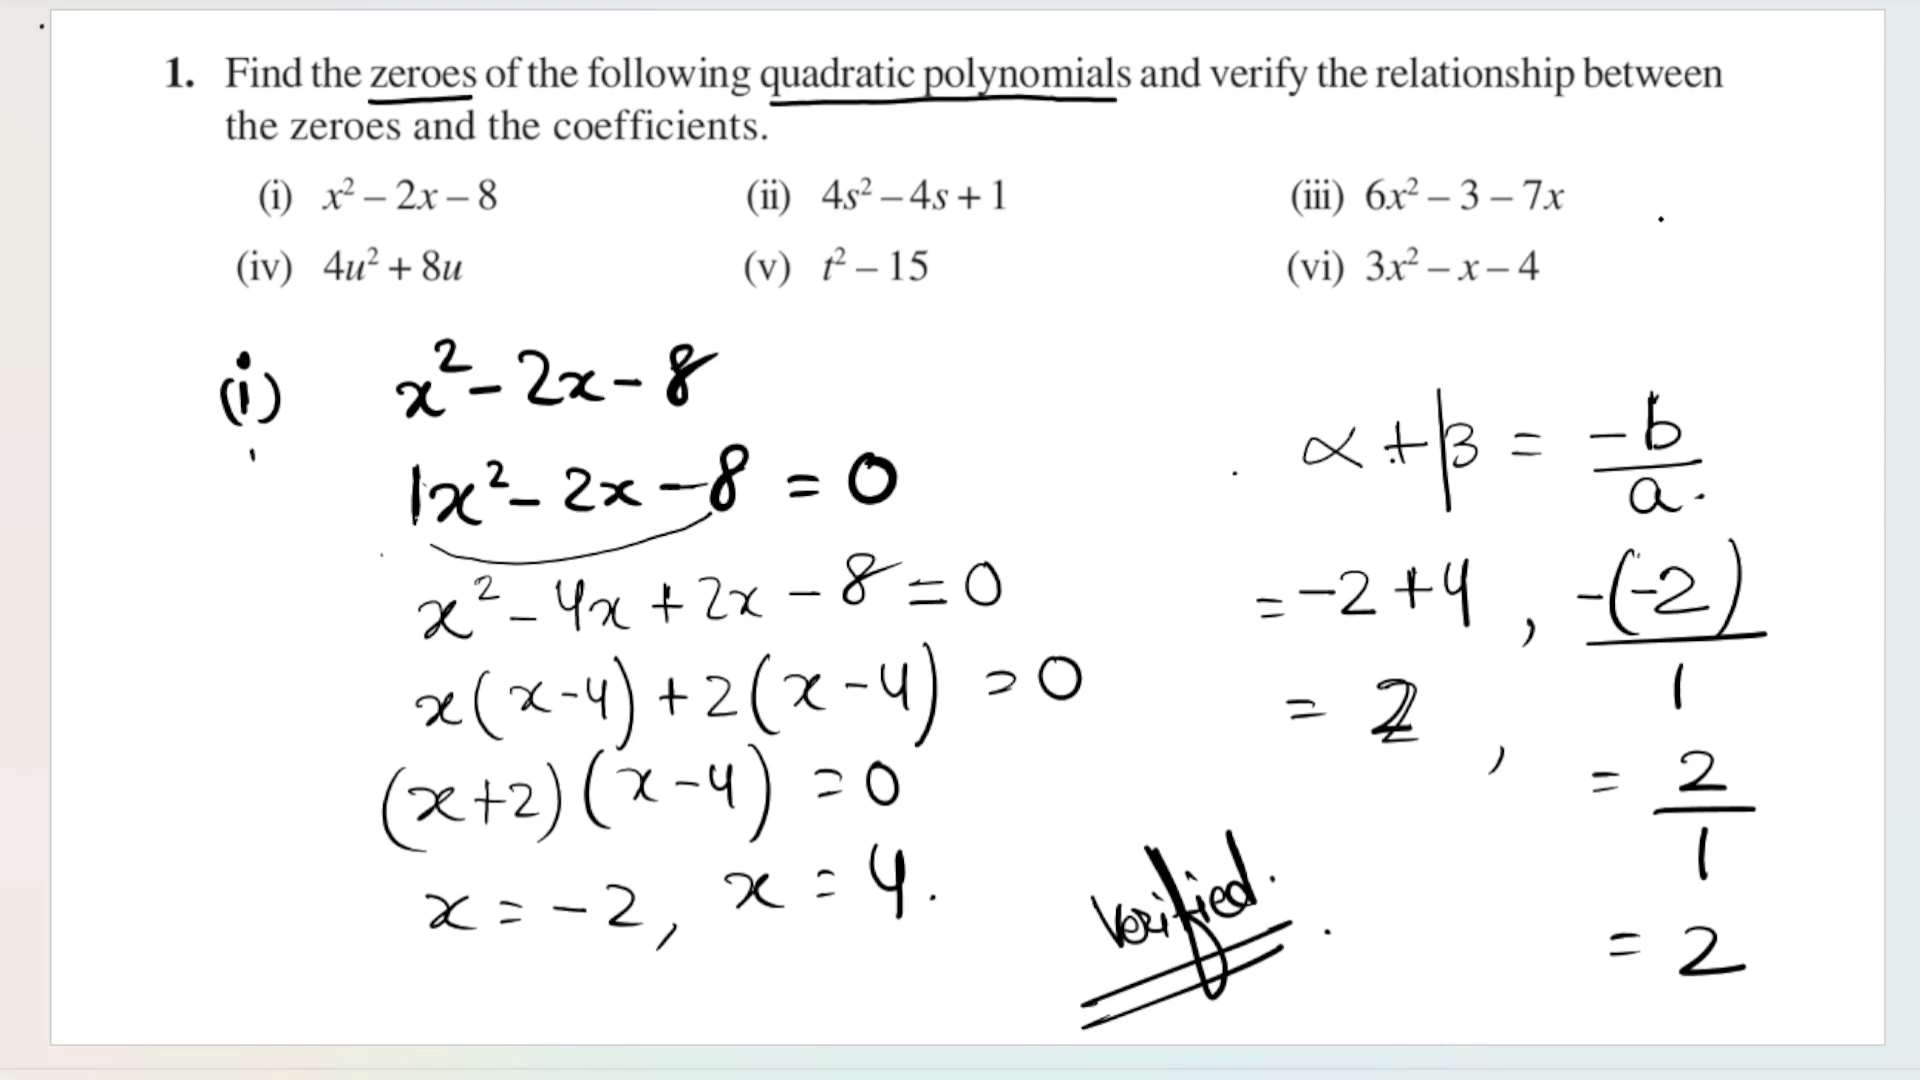 1. Find the zeroes of the following quadratic polynomials and verify the relationship between
the zeroes and the coefficients.
(i) x² – 2x – 8 (ii) 4s² – 4s + 1 (iii) 6x² – 3 – 7x
(iv) 4u² + 8u (v) t² – 15 (vi) 3x² – x – 4
(i) x² - 2x - 8
1x² - 2x - 8 = 0
x² - 4x + 2x - 8 = 0
x(x-4) + 2(x-4) = 0
(x+2)(x-4) = 0
x = -2, x = 4.
α + β = -b/a.
= -2 + 4, -(-2)/1
= 2, = 2/1
= 2
Verified.